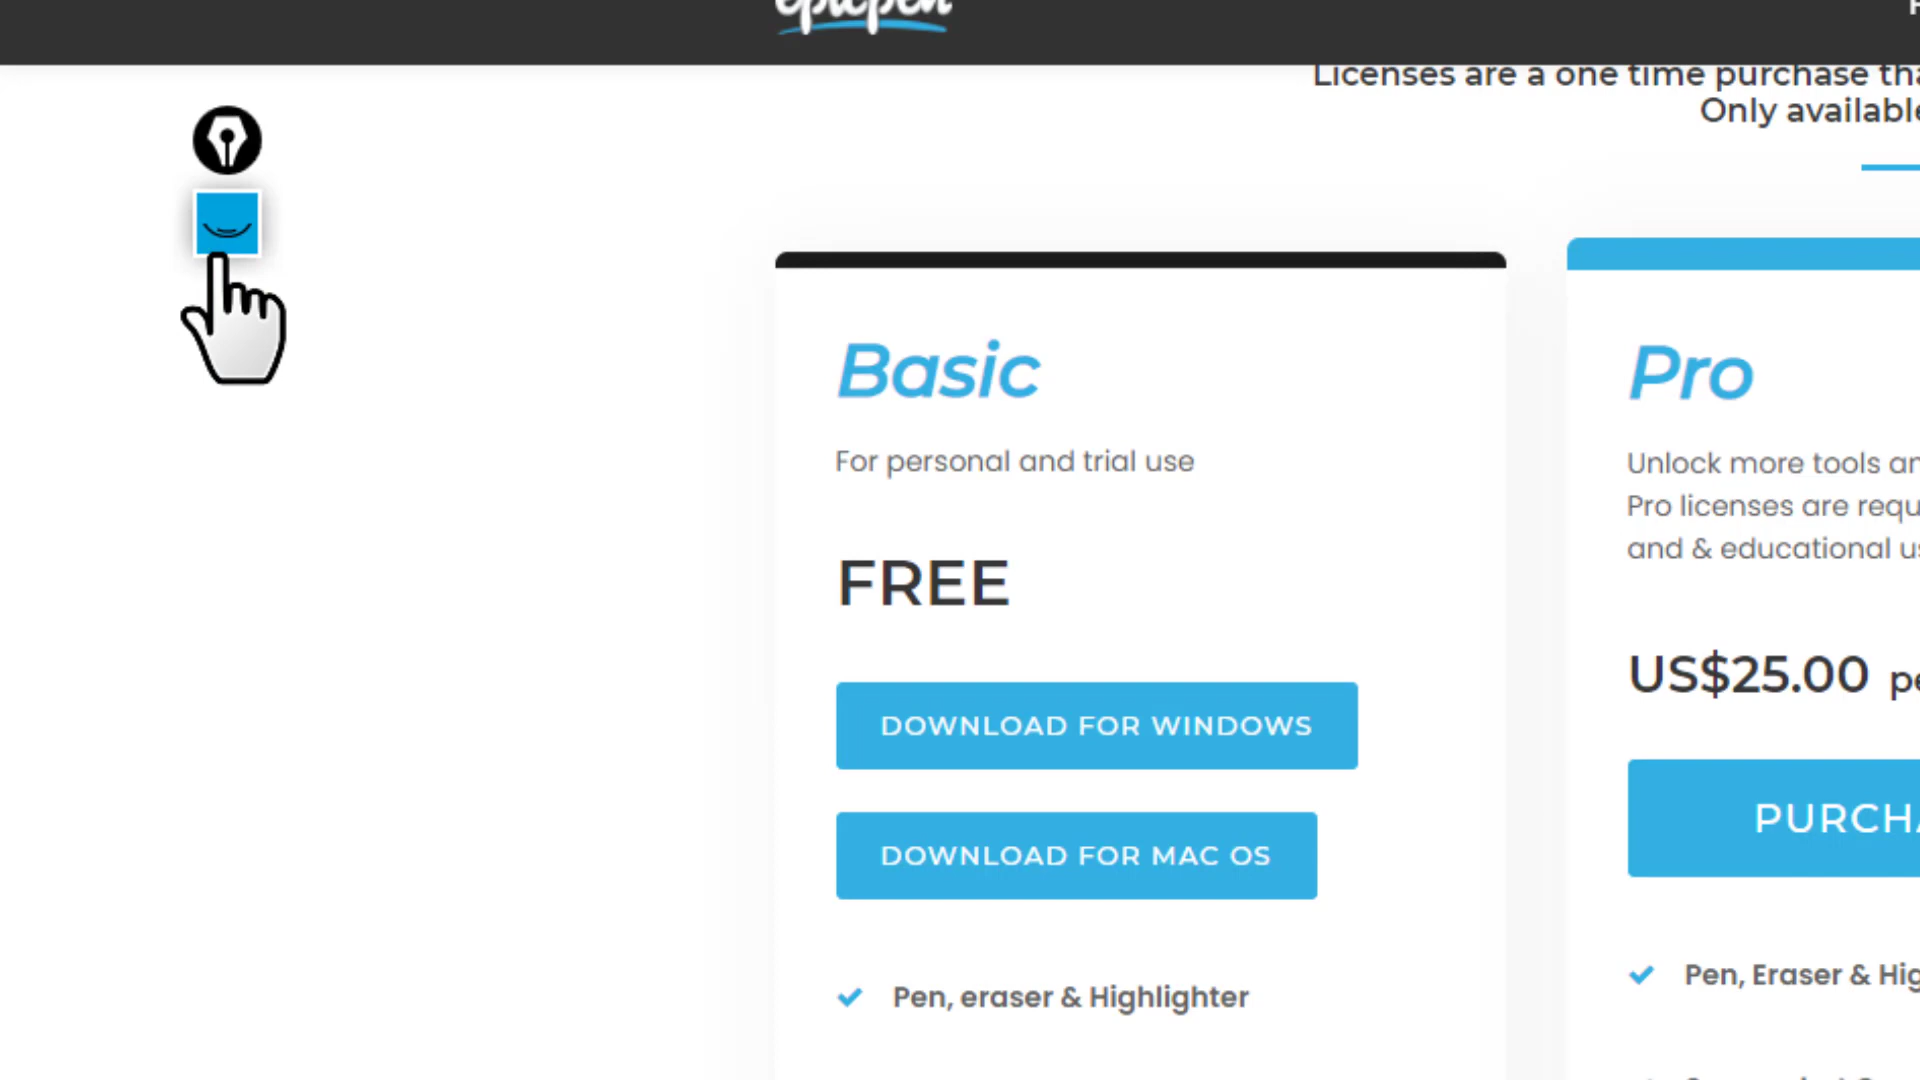 epicpen
Licenses are a one time purchase
Only available
Basic
For personal and trial use
FREE
DOWNLOAD FOR WINDOWS
DOWNLOAD FOR MAC OS
Pen, eraser & Highlighter
Pro
Unlock more tools
Pro licenses are
and & educational
US$25.00
Pen, Eraser &